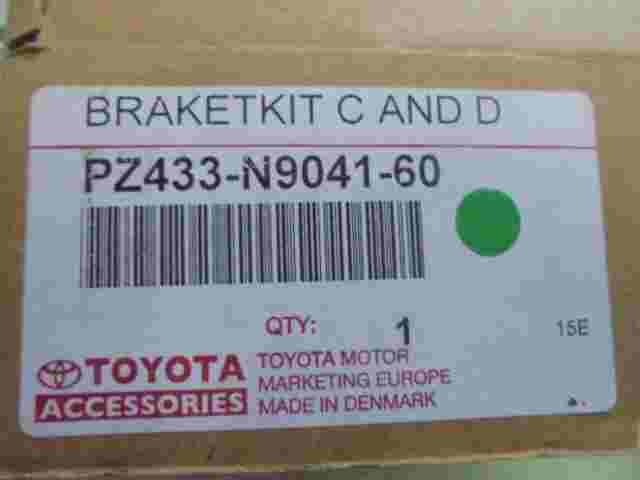 BRAKETKIT C AND D
PZ433-N9041-60
QTY: 1
15E
TOYOTA
ACCESSORIES
TOYOTA MOTOR
MARKETING EUROPE
MADE IN DENMARK